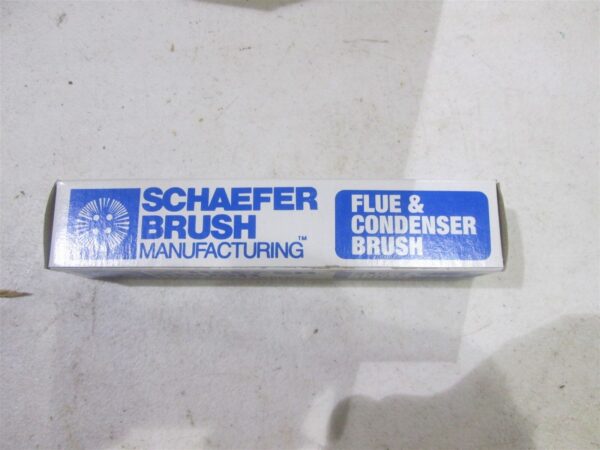 SCHAEFER
BRUSH
MANUFACTURING™
FLUE &
CONDENSER
BRUSH